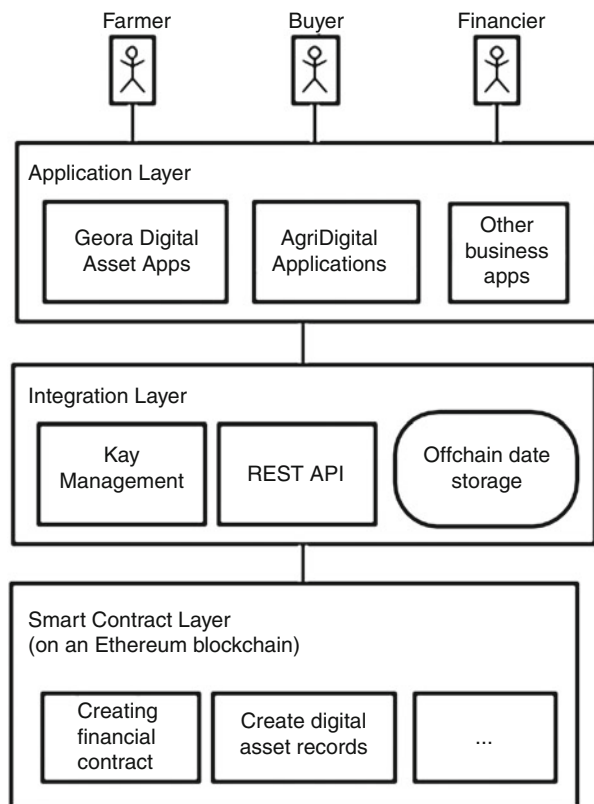 Farmer
Buyer
Financier
Application Layer
Geora Digital
Asset Apps
AgriDigital
Applications
Other
business
apps
Integration Layer
Kay
Management
REST API
Offchain date
storage
Smart Contract Layer
(on an Ethereum blockchain)
Creating
financial
contract
Create digital
asset records
...